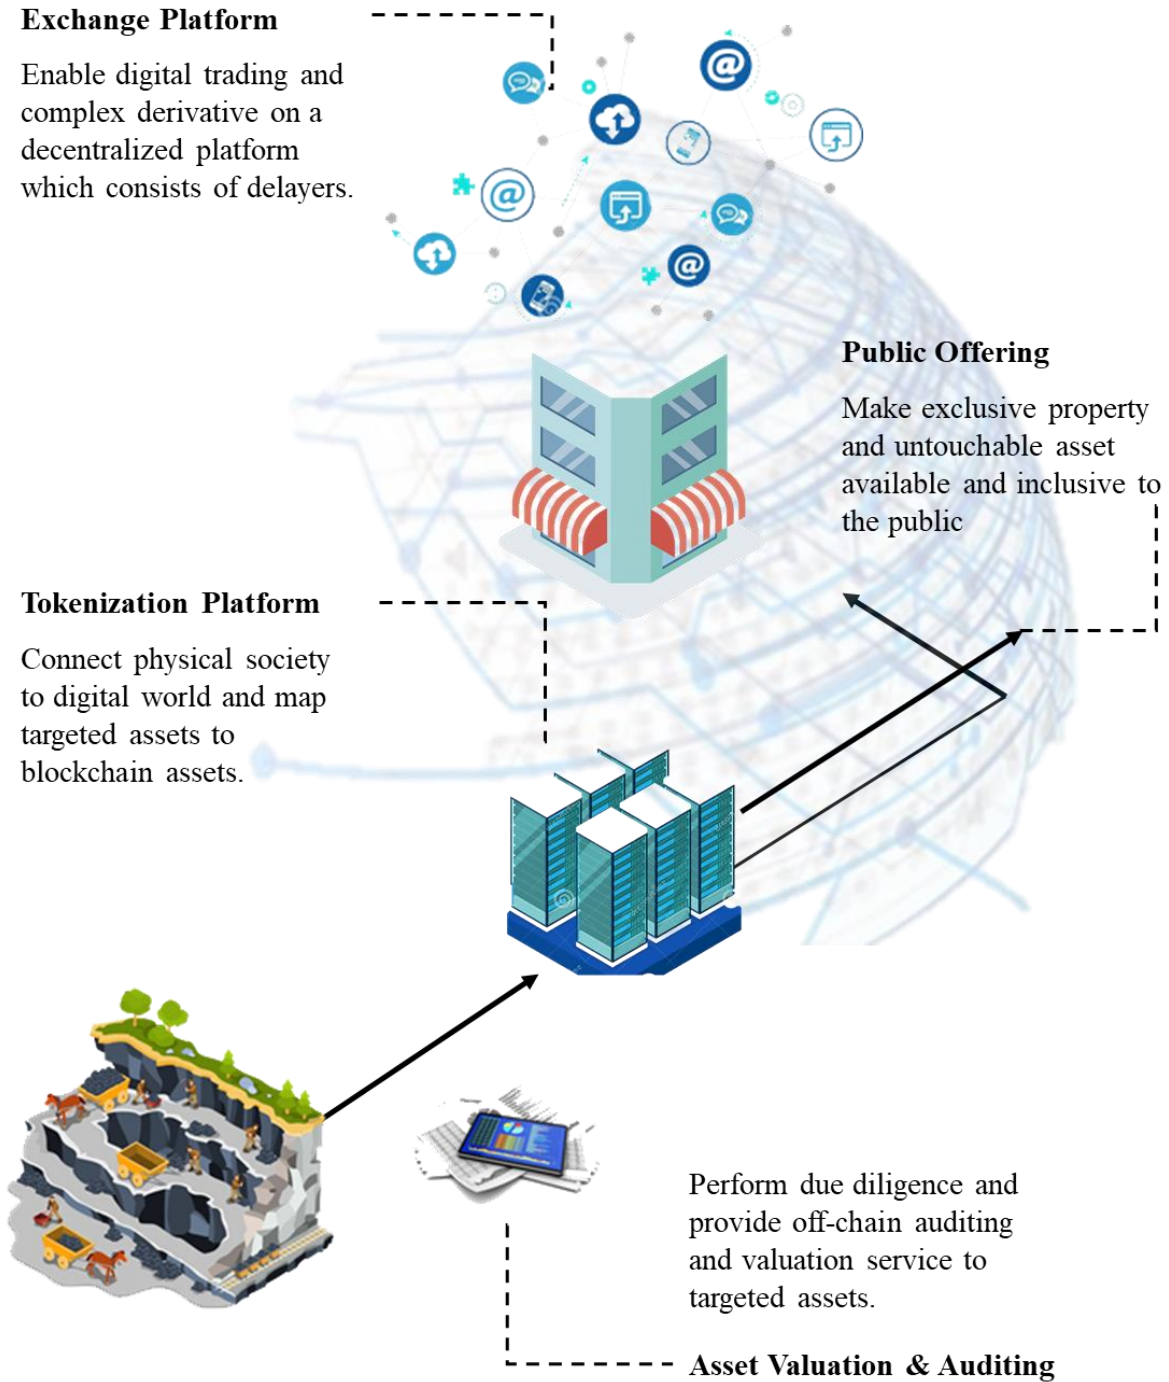 Exchange Platform
Enable digital trading and
complex derivative on a
decentralized platform
which consists of delayers.
Public Offering
Make exclusive property
and untouchable asset
available and inclusive to
the public
Tokenization Platform
Connect physical society
to digital world and map
targeted assets to
blockchain assets.
Perform due diligence and
provide off-chain auditing
and valuation service to
targeted assets.
Asset Valuation & Auditing